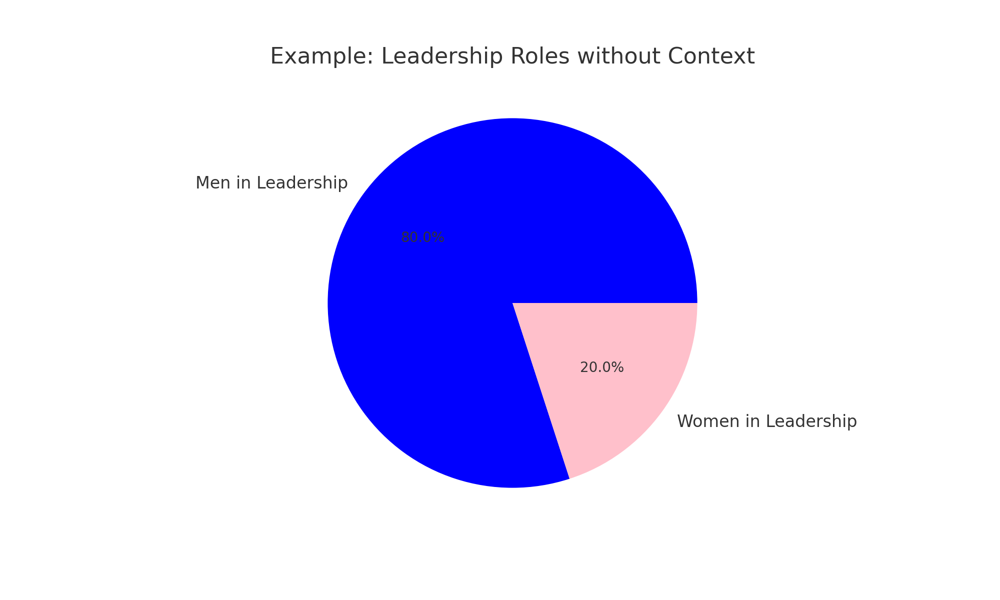 Example: Leadership Roles without Context
Men in Leadership
80.0%
20.0%
Women in Leadership